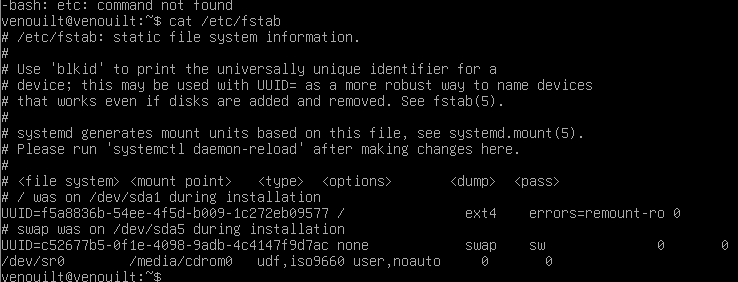 -bash: etc: command not found
venouilt@venouilt:~$ cat /etc/fstab
# /etc/fstab: static file system information.
#
# Use 'blkid' to print the universally unique identifier for a
# device; this may be used with UUID= as a more robust way to name devices
# that works even if disks are added and removed. See fstab(5).
#
# systemd generates mount units based on this file, see systemd.mount(5).
# Please run 'systemctl daemon-reload' after making changes here.
#
# <file system> <mount point>   <type>  <options>       <dump>  <pass>
# / was on /dev/sda1 during installation
UUID=f5a8836b-54ee-4f5d-b009-1c272eb09577 /               ext4    errors=remount-ro 0
# swap was on /dev/sda5 during installation
UUID=c52677b5-0f1e-4098-9adb-4c4147f9d7ac none            swap    sw              0       0
/dev/sr0        /media/cdrom0   udf,iso9660 user,noauto     0       0
venouilt@venouilt:~$